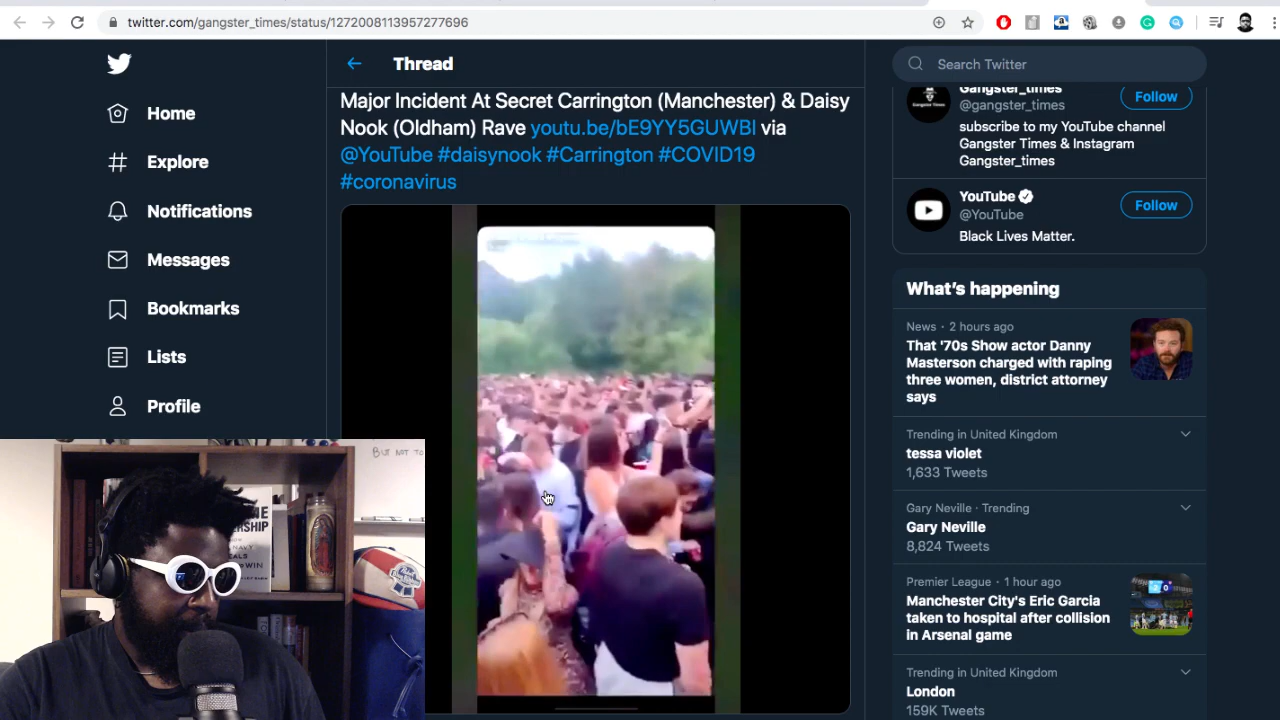 twitter.com/gangster_times/status/1272008113957277696
Thread
Search Twitter
Home
Explore
Notifications
Messages
Bookmarks
Lists
Profile
Major Incident At Secret Carrington (Manchester) & Daisy
Nook (Oldham) Rave youtu.be/bE9YY5GUWBI via
@YouTube #daisynook #Carrington #COVID19
#coronavirus
Gangster_times
@gangster_times
Follow
subscribe to my YouTube channel
Gangster Times & Instagram
Gangster_times
YouTube
@YouTube
Follow
Black Lives Matter.
What's happening
News · 2 hours ago
That '70s Show actor Danny
Masterson charged with raping
three women, district attorney
says
Trending in United Kingdom
tessa violet
1,633 Tweets
Gary Neville · Trending
Gary Neville
8,824 Tweets
Premier League · 1 hour ago
Manchester City's Eric Garcia
taken to hospital after collision
in Arsenal game
Trending in United Kingdom
London
159K Tweets
BUT NOT TO